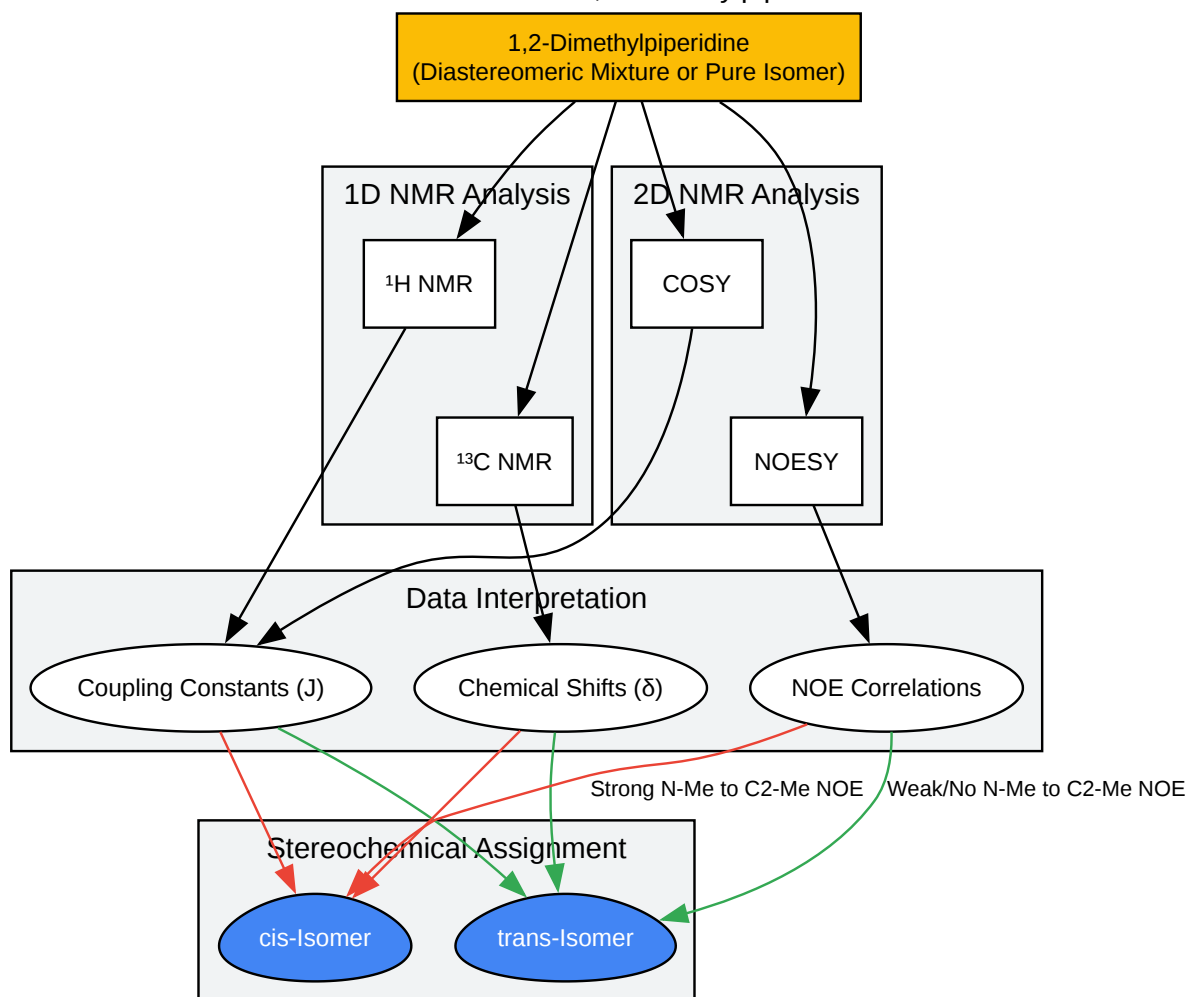 1,2-Dimethylpiperidine
(Diastereomeric Mixture or Pure Isomer)
1D NMR Analysis
2D NMR Analysis
¹H NMR
COSY
¹³C NMR
NOESY
Data Interpretation
Coupling Constants (J)
Chemical Shifts (δ)
NOE Correlations
Strong N-Me to C2-Me NOE
Weak/No N-Me to C2-Me NOE
Stereochemical Assignment
cis-Isomer
trans-Isomer